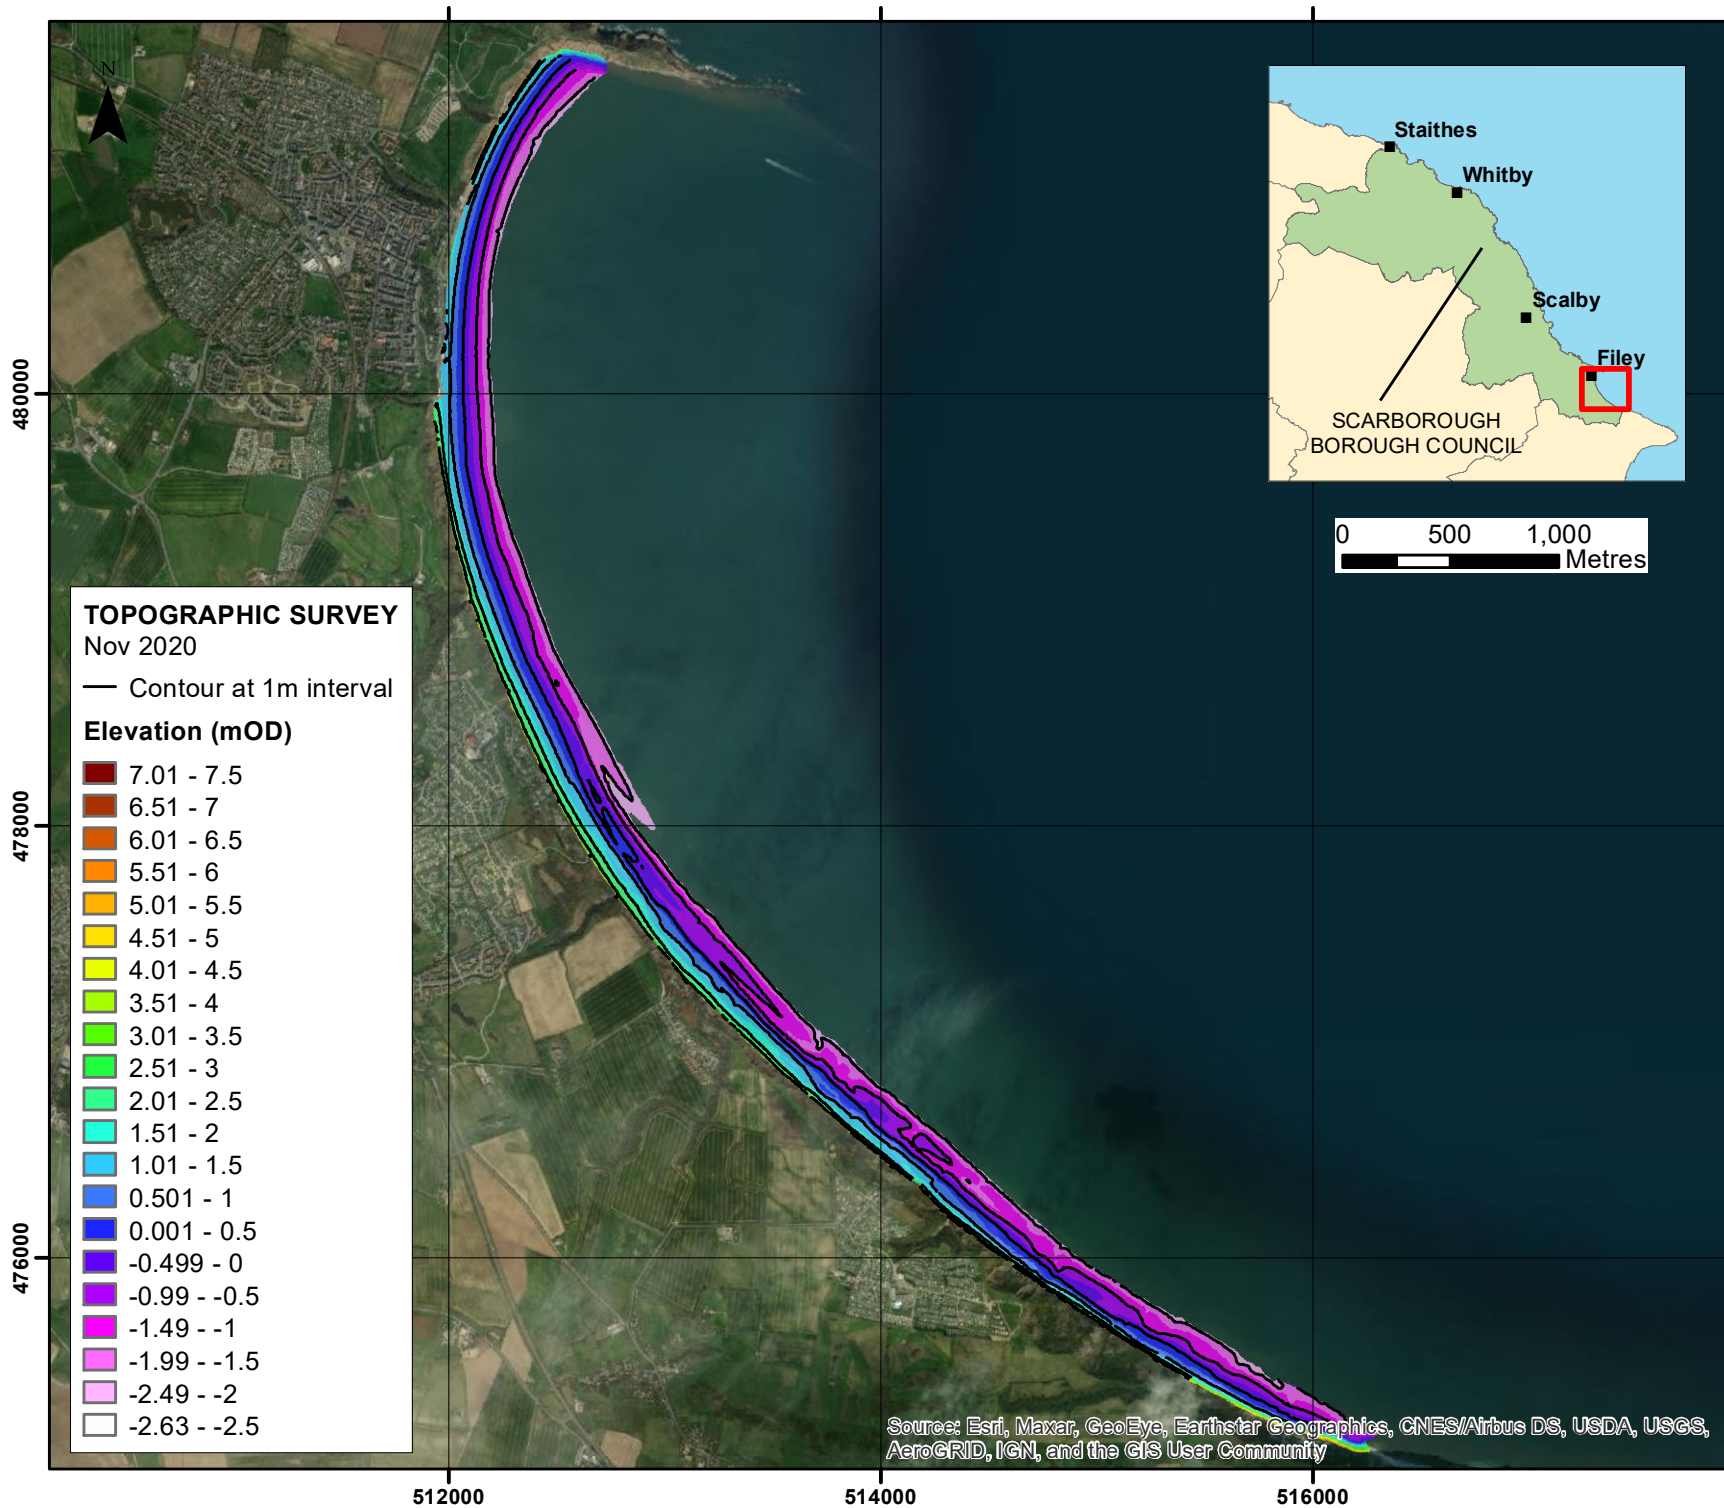 N
Staithes
Whitby
Scalby
Filey
SCARBOROUGH
BOROUGH COUNCIL
0 500 1,000
Metres
480000
478000
476000
TOPOGRAPHIC SURVEY
Nov 2020
Contour at 1m interval
Elevation (mOD)
7.01 - 7.5
6.51 - 7
6.01 - 6.5
5.51 - 6
5.01 - 5.5
4.51 - 5
4.01 - 4.5
3.51 - 4
3.01 - 3.5
2.51 - 3
2.01 - 2.5
1.51 - 2
1.01 - 1.5
0.501 - 1
0.001 - 0.5
-0.499 - 0
-0.99 - -0.5
-1.49 - -1
-1.99 - -1.5
-2.49 - -2
-2.63 - -2.5
Source: Esri, Maxar, GeoEye, Earthstar Geographics, CNES/Airbus DS, USDA, USGS,
AeroGRID, IGN, and the GIS User Community
512000
514000
516000